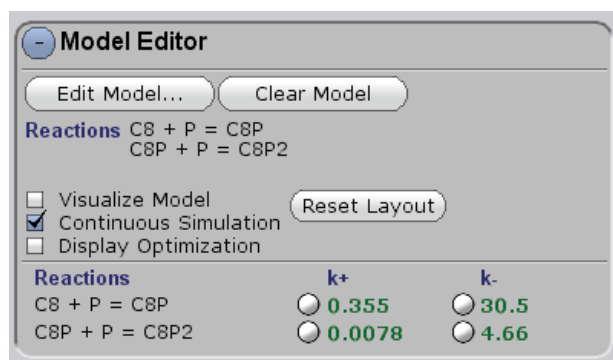 - Model Editor
Edit Model... Clear Model
Reactions C8 + P = C8P
C8P + P = C8P2
Visualize Model
Continuous Simulation
Reset Layout
Display Optimization
Reactions k+ k-
C8 + P = C8P 0.355 30.5
C8P + P = C8P2 0.0078 4.66